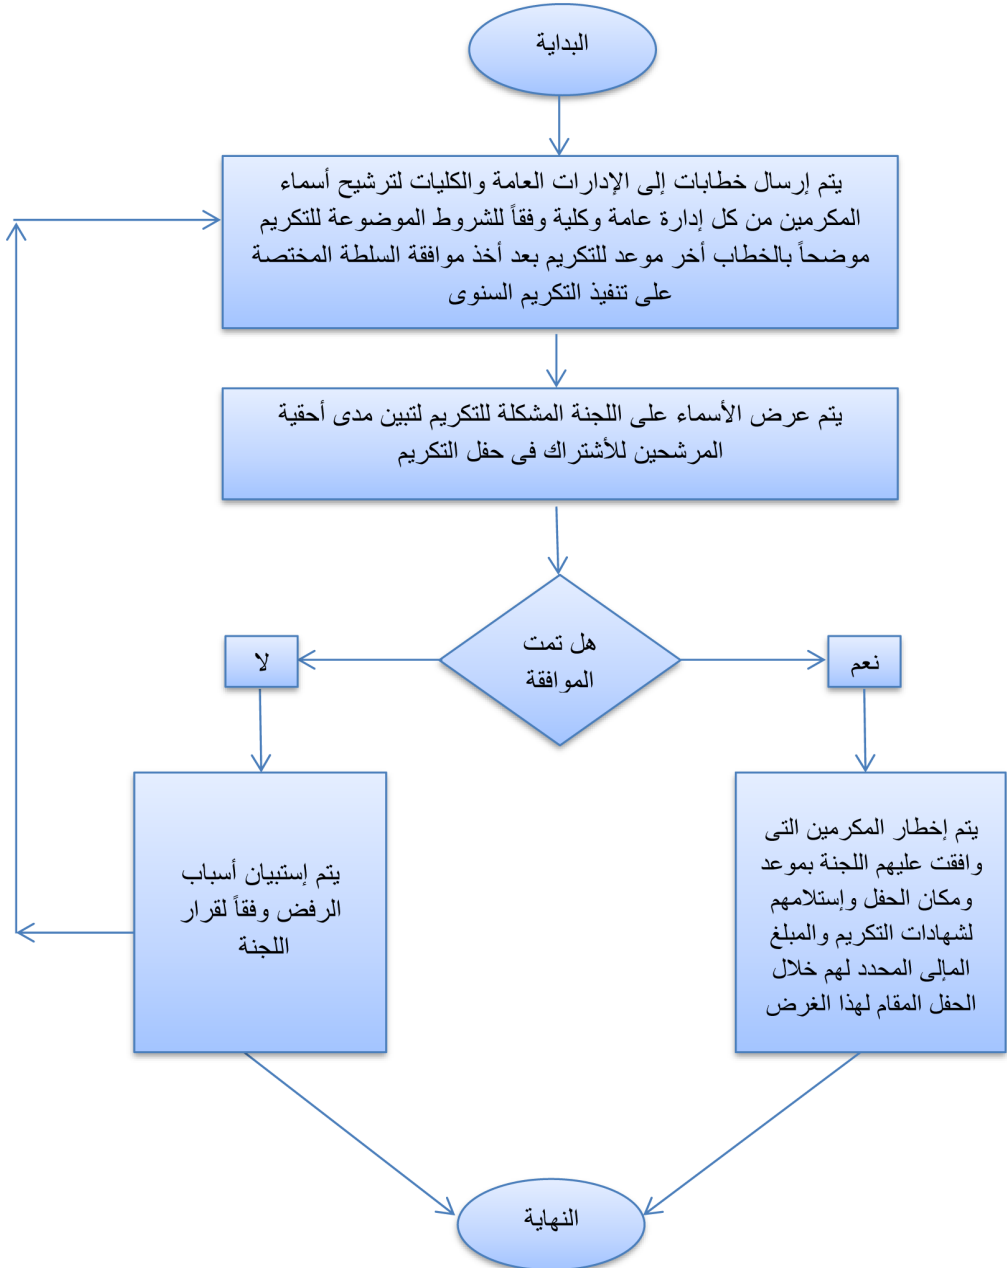 البداية
يتم إرسال خطابات إلى الإدارات العامة والكليات لترشيح أسماء
المكرمين من كل إدارة عامة وكلية وفقاً للشروط الموضوعة للتكريم
موضحاً بالخطاب أخر موعد للتكريم بعد أخذ موافقة السلطة المختصة
على تنفيذ التكريم السنوى
يتم عرض الأسماء على اللجنة المشكلة للتكريم لتبين مدى أحقية
المرشحين للأشتراك فى حفل التكريم
هل تمت
الموافقة
نعم
لا
يتم إخطار المكرمين التى
وافقت عليهم اللجنة بموعد
ومكان الحفل وإستلامهم
لشهادات التكريم والمبلغ
المالى المحدد لهم خلال
الحفل المقام لهذا الغرض
يتم إستبيان أسباب
الرفض وفقاً لقرار
اللجنة
النهاية